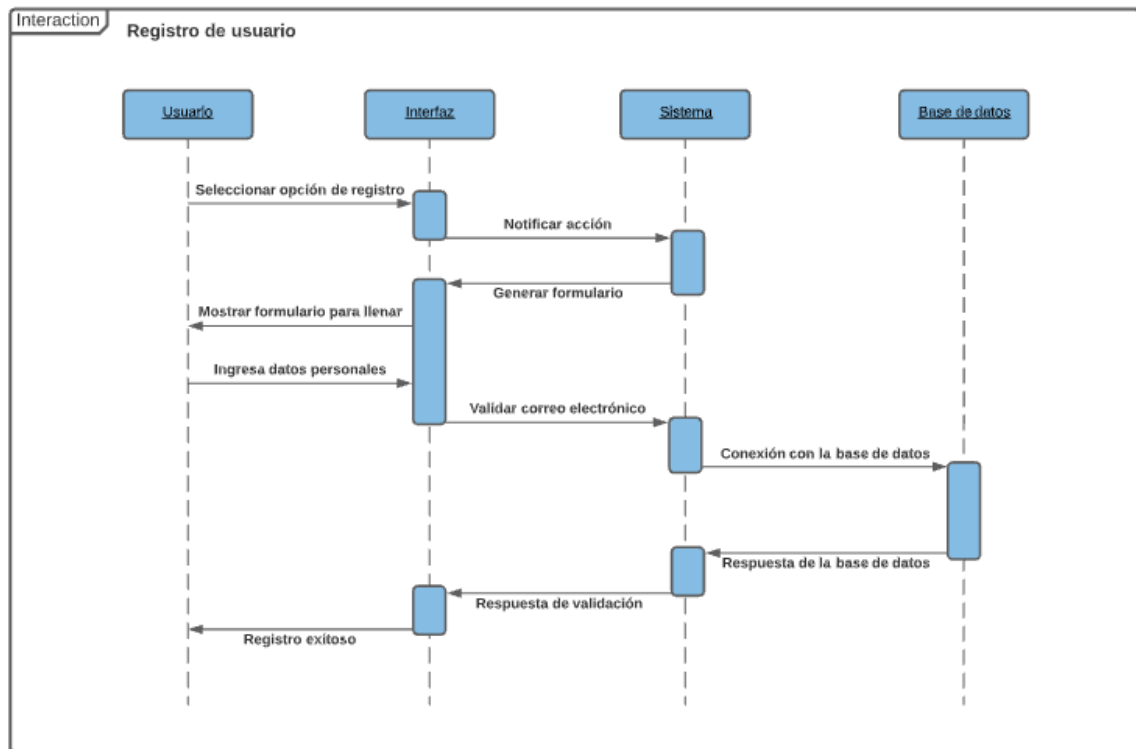 Interaction
Registro de usuario
Usuario
Interfaz
Sistema
Base de datos
Seleccionar opción de registro
Notificar acción
Generar formulario
Mostrar formulario para llenar
Ingresa datos personales
Validar correo electrónico
Conexión con la base de datos
Respuesta de la base de datos
Respuesta de validación
Registro exitoso